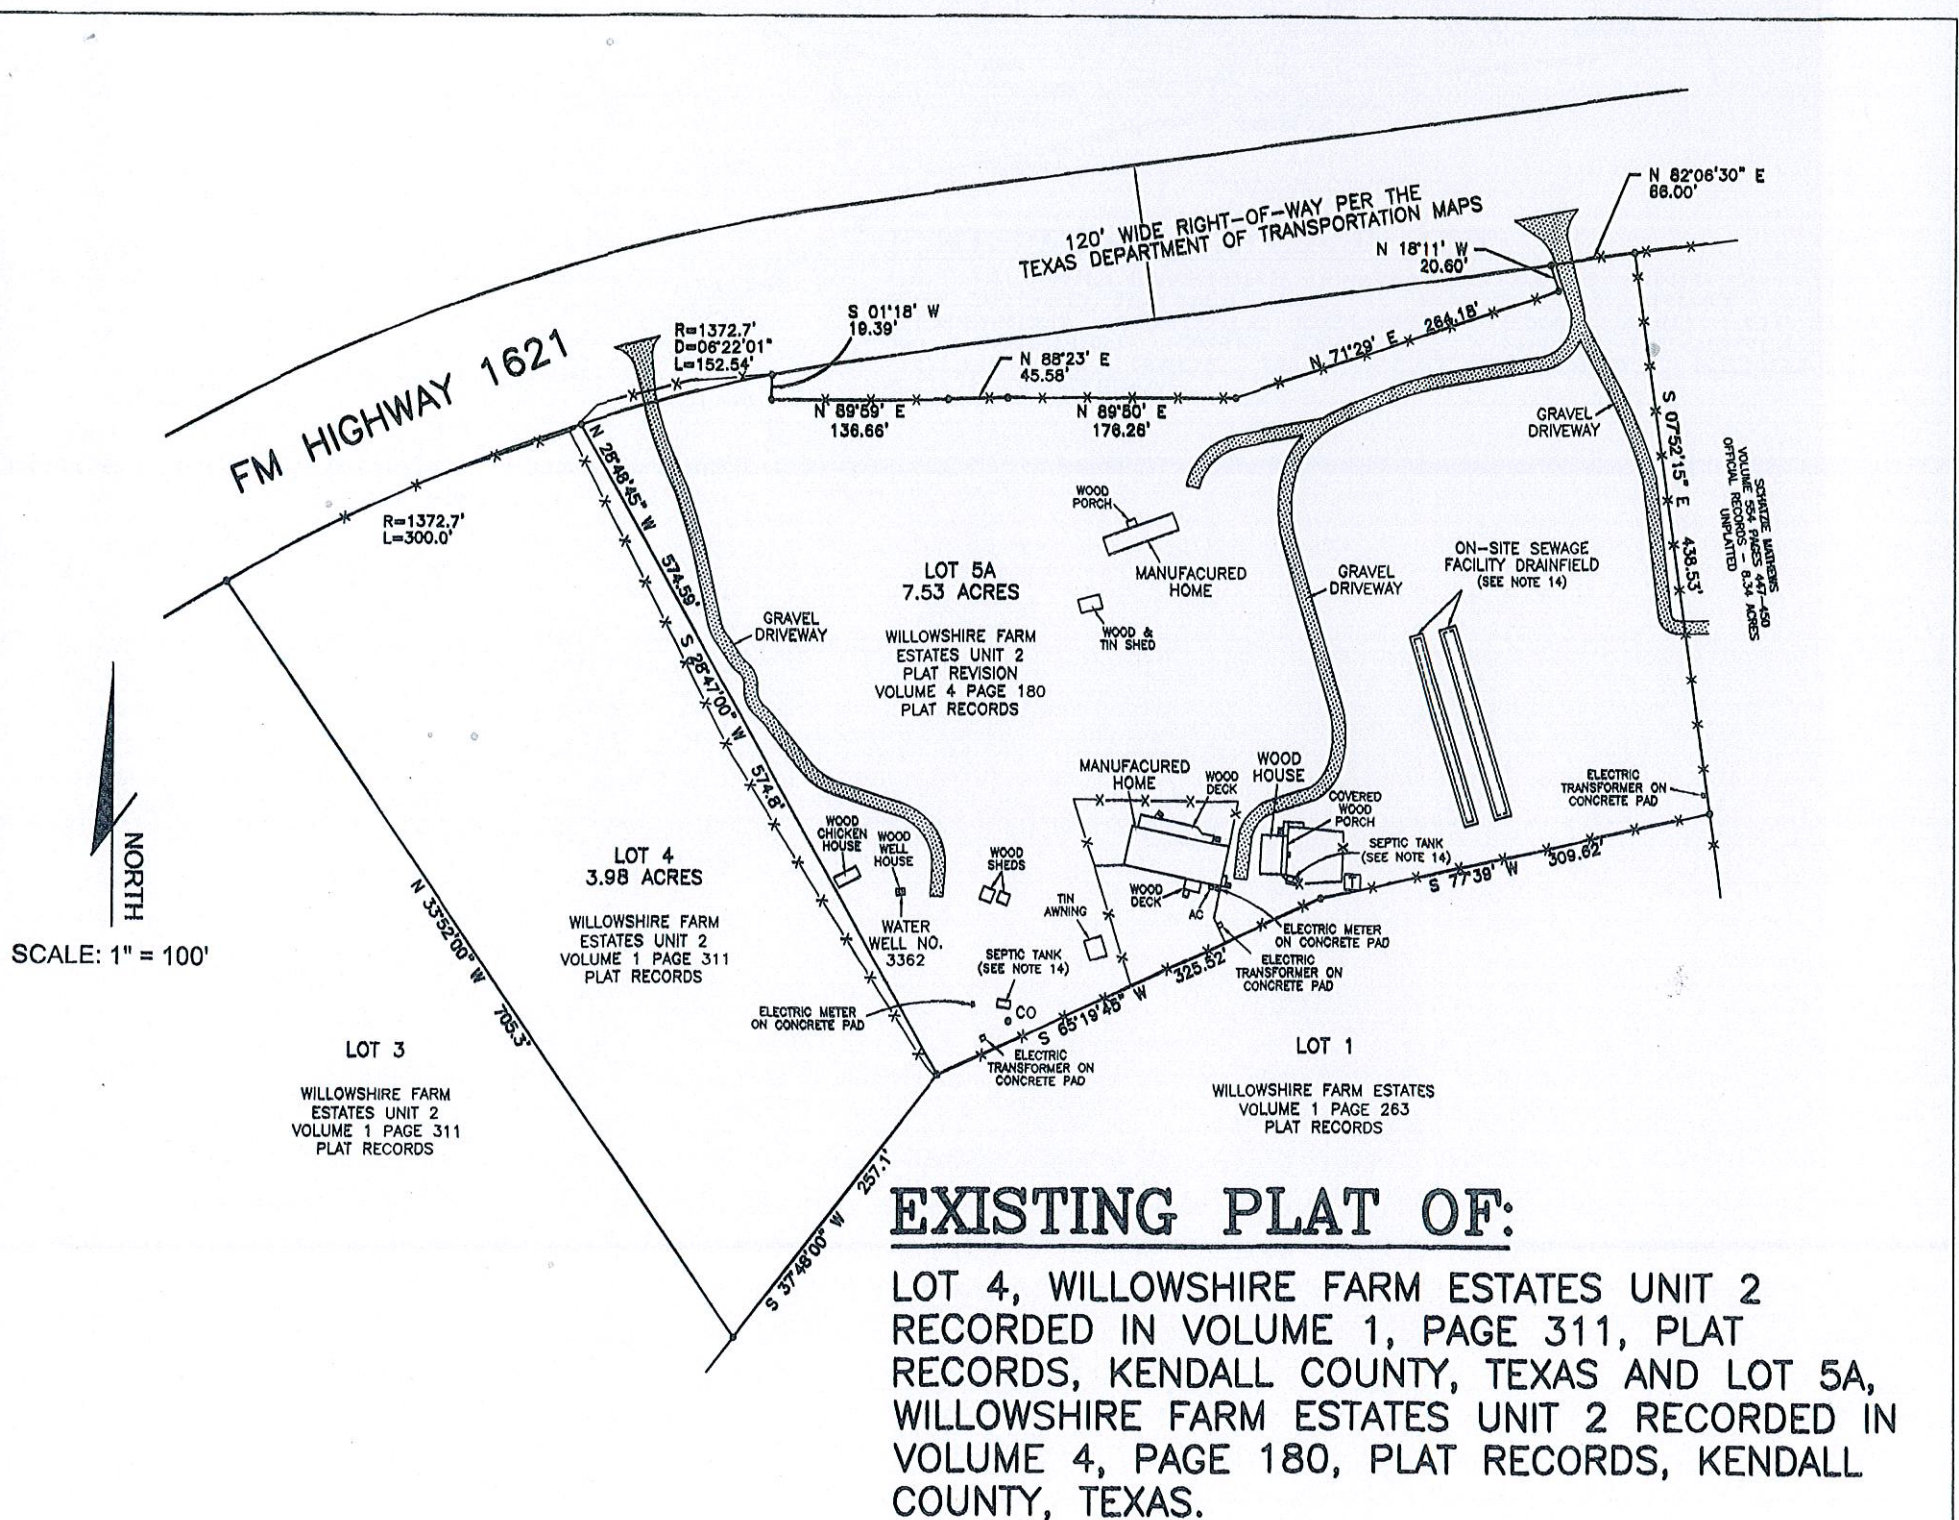 N 82°06'30" E
66.00'
120' WIDE RIGHT-OF-WAY PER THE
TEXAS DEPARTMENT OF TRANSPORTATION MAPS
N 18°11' W
20.60'
S 01°18' W
19.39'
R=1372.7'
D=06°22'01"
L=152.54'
FM HIGHWAY 1621
N 88°23' E
45.58'
N 71°29' E
264.18'
N 89°59' E
136.66'
N 89°50' E
176.26'
GRAVEL
DRIVEWAY
S 07°52'15" E
438.53'
SCHATZIE MATHEWS
VOLUME 554 PAGES 447-450
OFFICIAL RECORDS - 8.34 ACRES
UNPLATTED
R=1372.7'
L=300.0'
N 28°48'45" W
574.59'
S 28°47'00" W
574.8'
WOOD
PORCH
MANUFACURED
HOME
ON-SITE SEWAGE
FACILITY DRAINFIELD
(SEE NOTE 14)
LOT 5A
7.53 ACRES
WILLOWSHIRE FARM
ESTATES UNIT 2
PLAT REVISION
VOLUME 4 PAGE 180
PLAT RECORDS
GRAVEL
DRIVEWAY
GRAVEL
DRIVEWAY
WOOD &
TIN SHED
MANUFACURED
HOME
WOOD
DECK
WOOD
HOUSE
COVERED
WOOD
PORCH
ELECTRIC
TRANSFORMER ON
CONCRETE PAD
SEPTIC TANK
(SEE NOTE 14)
T
S 77°39' W
309.62'
WOOD
CHICKEN
HOUSE
WOOD
WELL
HOUSE
WOOD
SHEDS
TIN
AWNING
WOOD
DECK
AC
ELECTRIC METER
ON CONCRETE PAD
ELECTRIC
TRANSFORMER ON
CONCRETE PAD
325.52'
S 65°19'45" W
WATER
WELL NO.
3362
SEPTIC TANK
(SEE NOTE 14)
CO
ELECTRIC METER
ON CONCRETE PAD
ELECTRIC
TRANSFORMER ON
CONCRETE PAD
LOT 4
3.98 ACRES
WILLOWSHIRE FARM
ESTATES UNIT 2
VOLUME 1 PAGE 311
PLAT RECORDS
NORTH
SCALE: 1" = 100'
N 33°52'00" W
705.3'
LOT 3
WILLOWSHIRE FARM
ESTATES UNIT 2
VOLUME 1 PAGE 311
PLAT RECORDS
LOT 1
WILLOWSHIRE FARM ESTATES
VOLUME 1 PAGE 263
PLAT RECORDS
S 37°48'00" W
257.1'
EXISTING PLAT OF:
LOT 4, WILLOWSHIRE FARM ESTATES UNIT 2
RECORDED IN VOLUME 1, PAGE 311, PLAT
RECORDS, KENDALL COUNTY, TEXAS AND LOT 5A,
WILLOWSHIRE FARM ESTATES UNIT 2 RECORDED IN
VOLUME 4, PAGE 180, PLAT RECORDS, KENDALL
COUNTY, TEXAS.